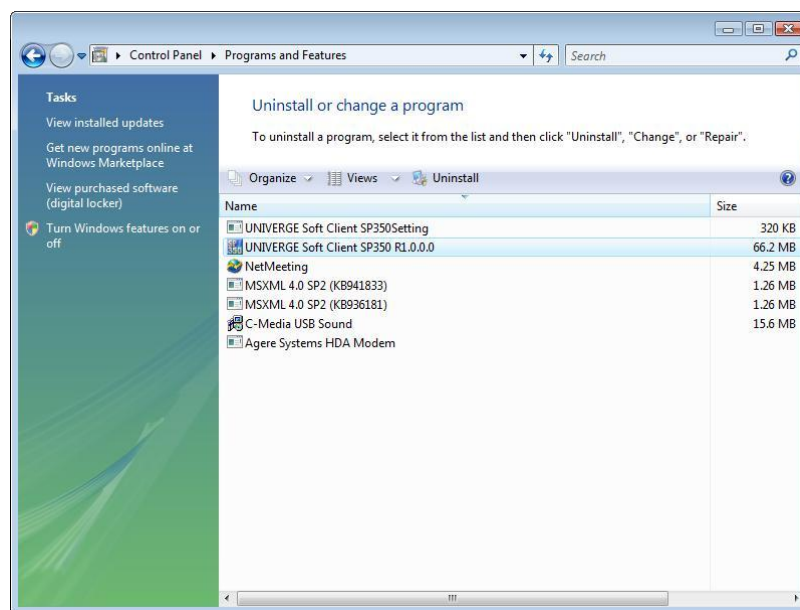 Control Panel Programs and Features
Search
Tasks
View installed updates
Get new programs online at
Windows Marketplace
View purchased software
(digital locker)
Turn Windows features on or
off
Uninstall or change a program
To uninstall a program, select it from the list and then click "Uninstall", "Change", or "Repair".
Organize Views Uninstall
Name Size
UNIVERGE Soft Client SP350Setting 320 KB
UNIVERGE Soft Client SP350 R1.0.0.0 66.2 MB
NetMeeting 4.25 MB
MSXML 4.0 SP2 (KB941833) 1.26 MB
MSXML 4.0 SP2 (KB936181) 1.26 MB
C-Media USB Sound 15.6 MB
Agere Systems HDA Modem